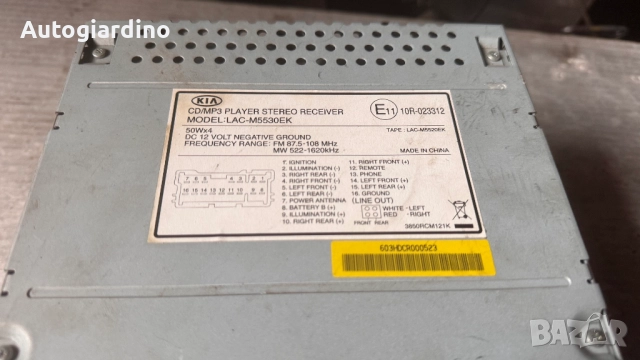 Autogiardino
KIA
CD/MP3 PLAYER STEREO RECEIVER
MODEL: LAC-M5530EK
E11 10R-023312
50Wx4
TAPE : LAC-M5520EK
DC 12 VOLT NEGATIVE GROUND
FREQUENCY RANGE: FM 87.5-108 MHz
MW 522-1620kHz
MADE IN CHINA
1. IGNITION
2. ILLUMINATION (-)
3. RIGHT REAR (-)
4. RIGHT FRONT (-)
5. LEFT FRONT (-)
6. LEFT REAR (-)
7. POWER ANTENNA
8. BATTERY B (+)
9. ILLUMINATION (+)
10. RIGHT REAR (+)
11. RIGHT FRONT (+)
12. REMOTE
13. PHONE
14. LEFT FRONT (+)
15. LEFT REAR (+)
16. GROUND
(LINE OUT)
WHITE - LEFT
RED - RIGHT
FRONT REAR
3850RCM121K
603HDCR000523
BAZAR.BG